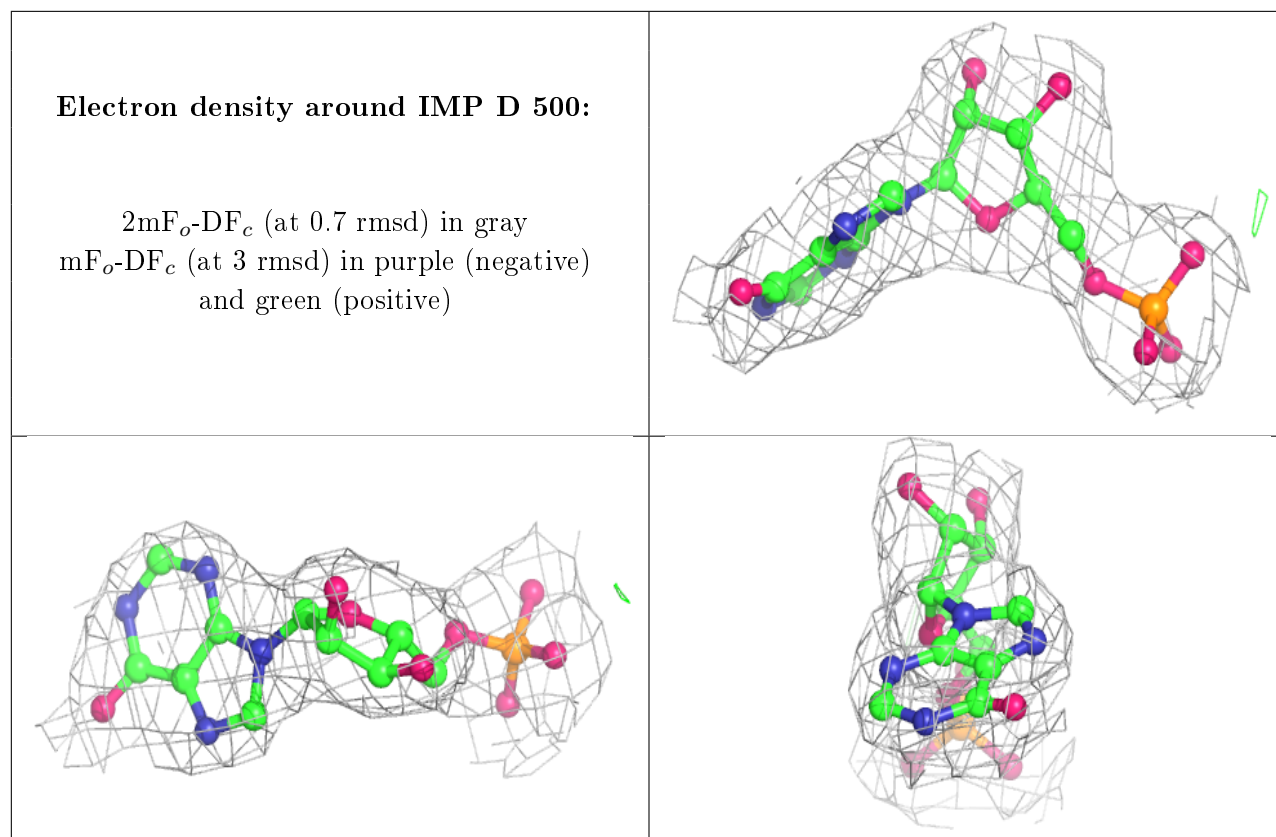 Electron density around IMP D 500:
2mFₒ-DF𝒸 (at 0.7 rmsd) in gray
mFₒ-DF𝒸 (at 3 rmsd) in purple (negative)
and green (positive)